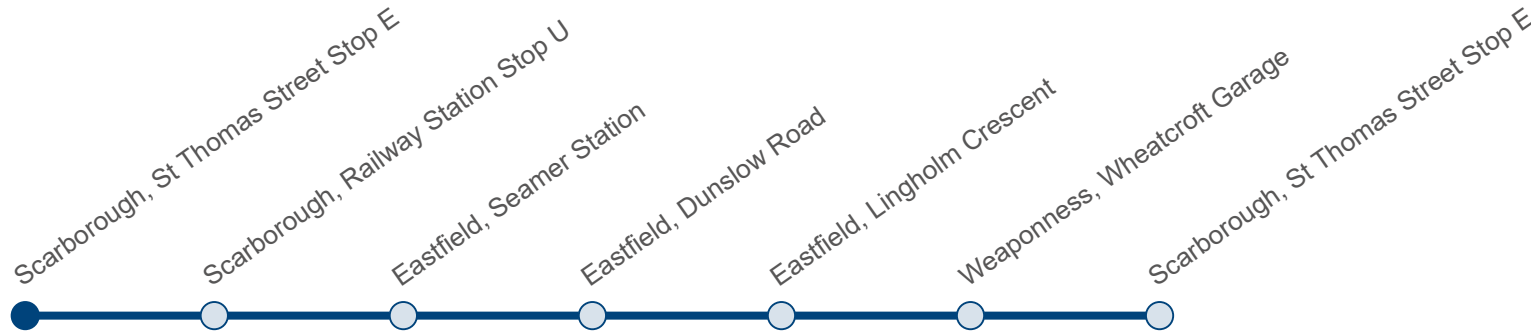 Scarborough, St Thomas Street Stop E
Scarborough, Railway Station Stop U
Eastfield, Seamer Station
Eastfield, Dunslow Road
Eastfield, Lingholm Crescent
Weaponness, Wheatcroft Garage
Scarborough, St Thomas Street Stop E